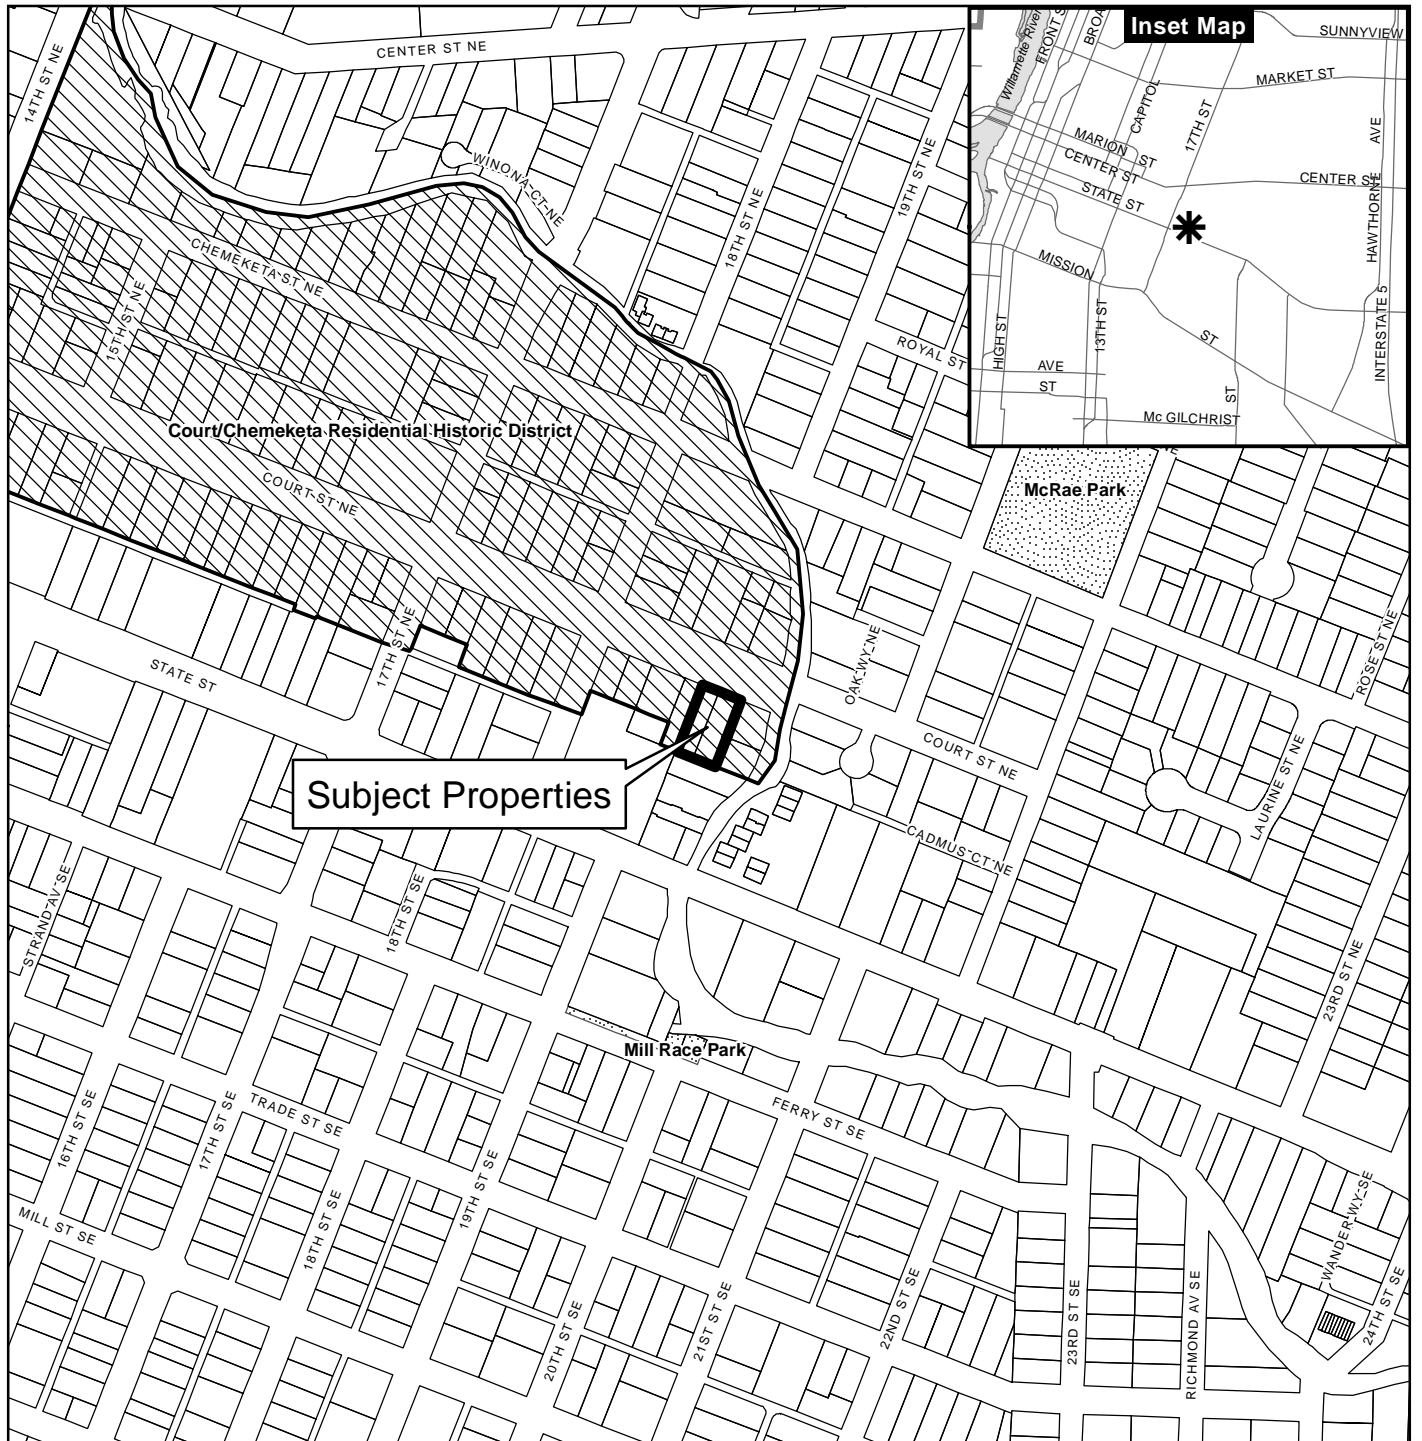 CENTER ST NE
14TH ST NE
WINONA CT NE
18TH ST NE
19TH ST NE
CHEMEKETA ST NE
15TH ST NE
ROYAL ST
Court/Chemeketa Residential Historic District
COURT ST NE
McRae Park
17TH ST NE
STATE ST
OAK WY NE
ROSE ST NE
COURT ST NE
LAURINE ST NE
Subject Properties
CADMUS CT NE
STRAND AV SE
18TH ST SE
23RD ST NE
Mill Race Park
TRADE ST SE
FERRY ST SE
16TH ST SE
17TH ST SE
18TH ST SE
19TH ST SE
MILL ST SE
WANDER WY SE
24TH ST SE
20TH ST SE
21ST ST SE
22ND ST SE
23RD ST SE
RICHMOND AV SE
Inset Map
Willamette River
FRONT S
BROA
SUNNYVIEW
MARKET ST
CAPITOL
17TH ST
AVE
MARION ST
CENTER ST
STATE ST
CENTER ST
HAWTHORNE
MISSION
ST
HIGH ST
13TH ST
INTERSTATE 5
AVE
ST
ST
Mc GILCHRIST